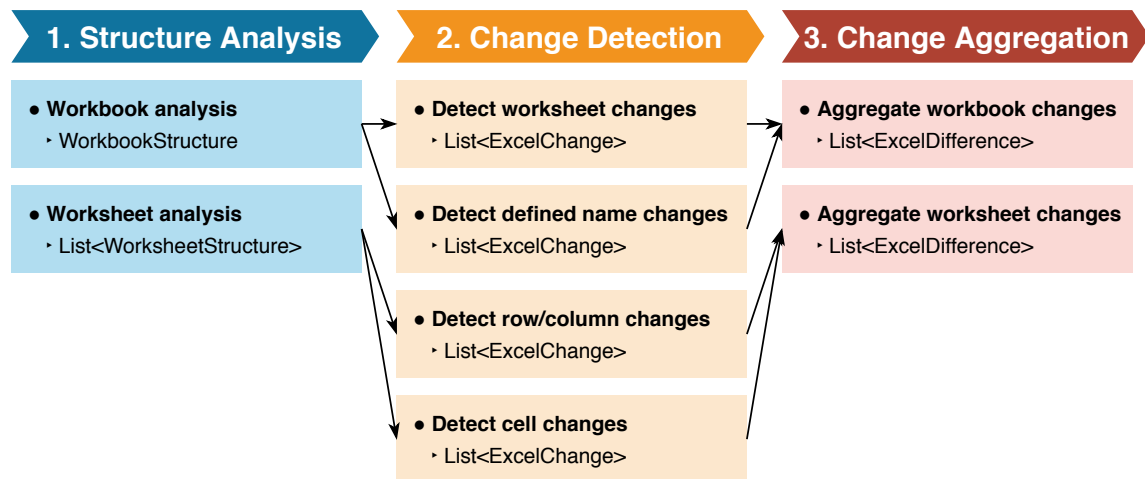 1. Structure Analysis
2. Change Detection
3. Change Aggregation
● Workbook analysis
‣ WorkbookStructure
● Worksheet analysis
‣ List<WorksheetStructure>
● Detect worksheet changes
‣ List<ExcelChange>
● Detect defined name changes
‣ List<ExcelChange>
● Detect row/column changes
‣ List<ExcelChange>
● Detect cell changes
‣ List<ExcelChange>
● Aggregate workbook changes
‣ List<ExcelDifference>
● Aggregate worksheet changes
‣ List<ExcelDifference>